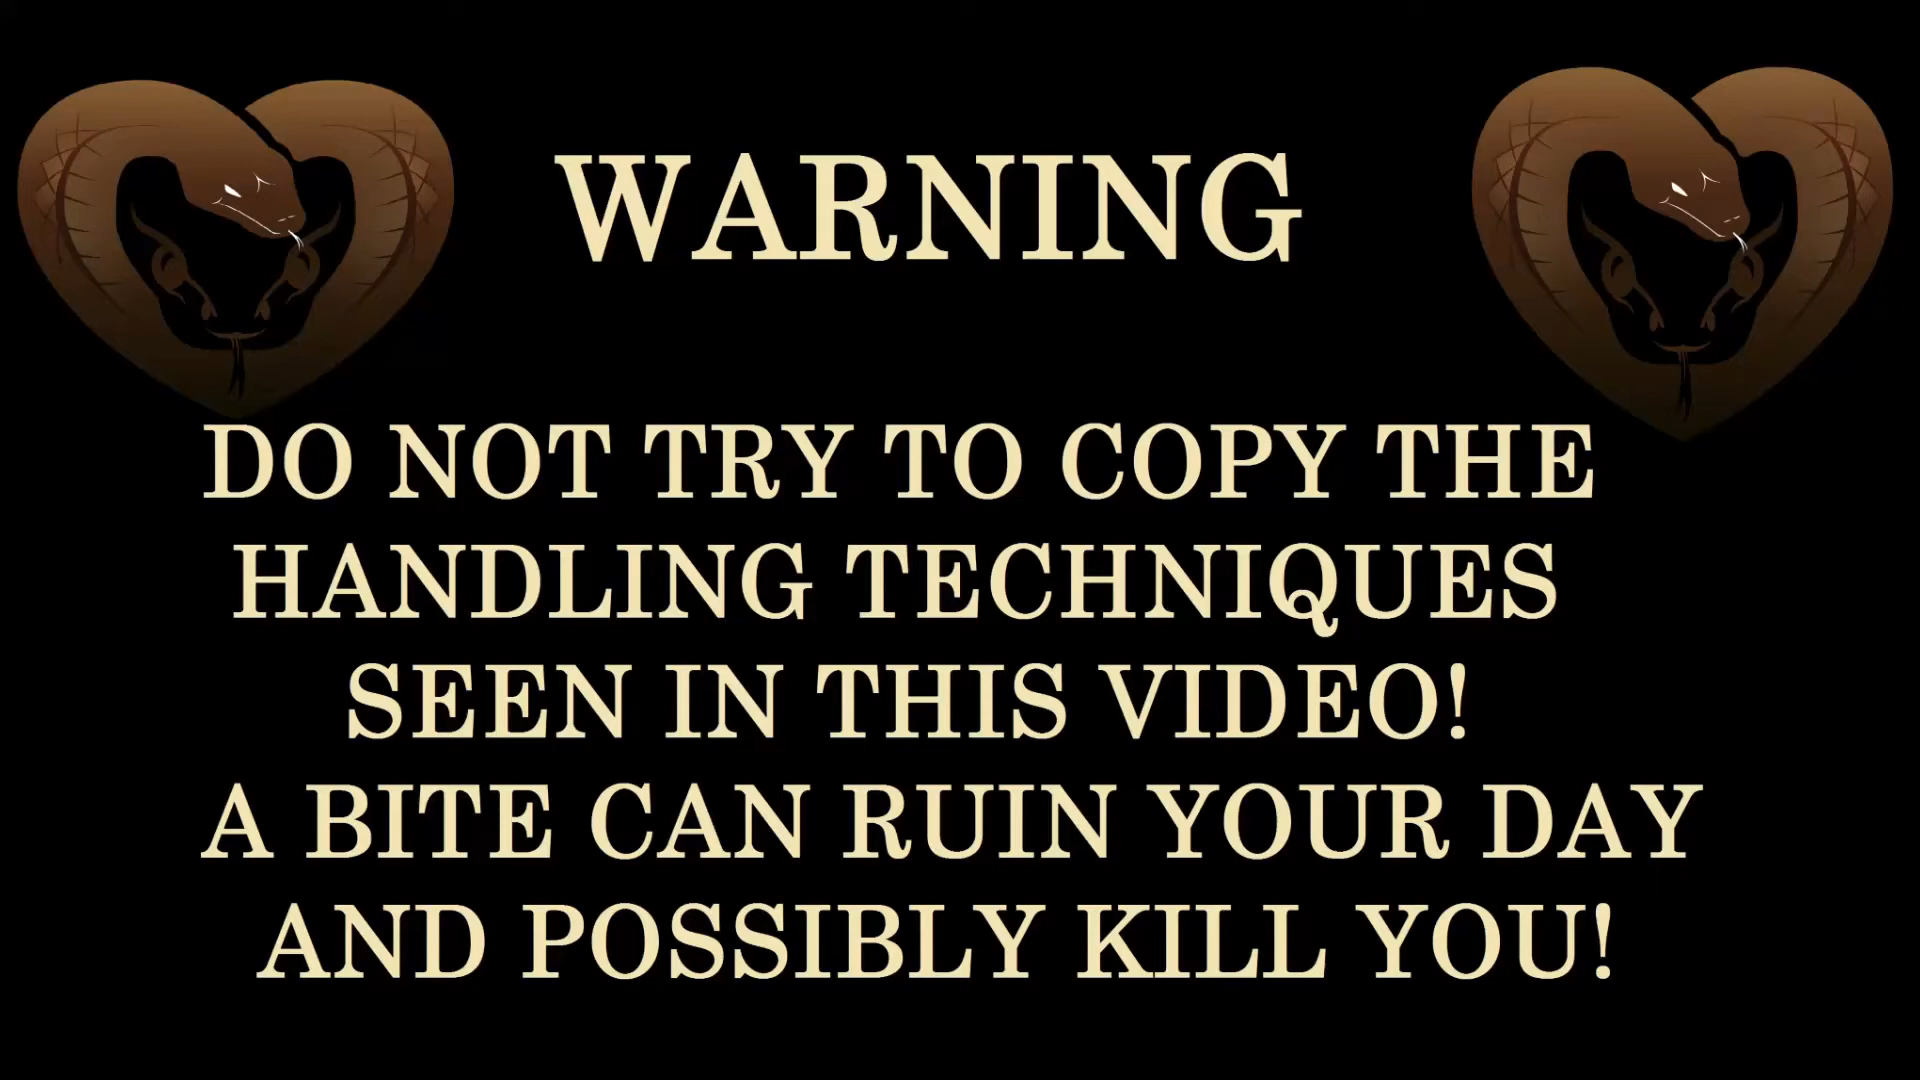 WARNING
DO NOT TRY TO COPY THE
HANDLING TECHNIQUES
SEEN IN THIS VIDEO!
A BITE CAN RUIN YOUR DAY
AND POSSIBLY KILL YOU!